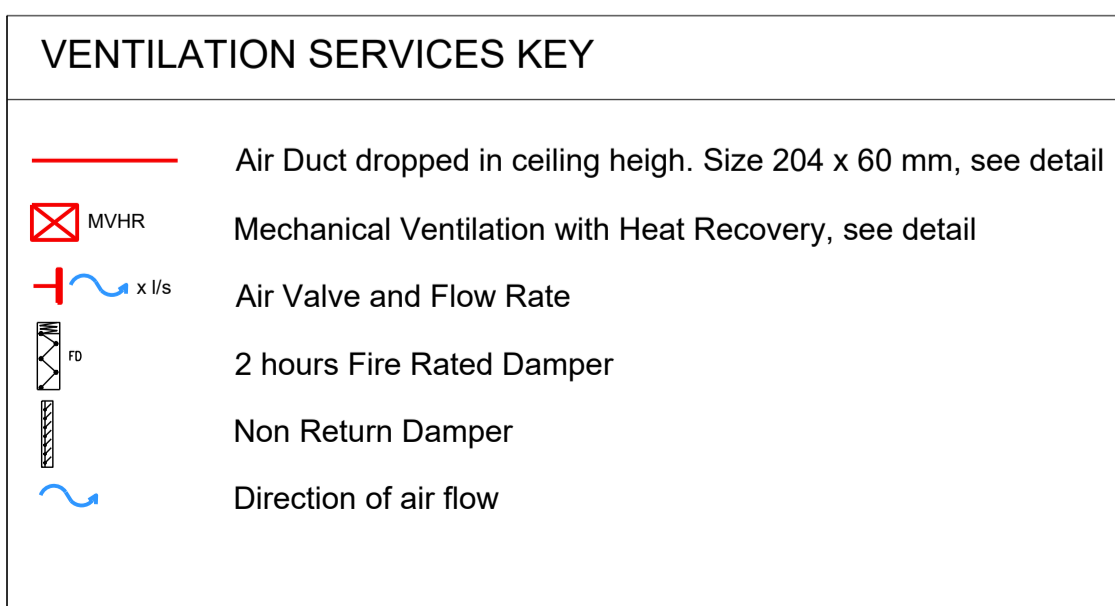 VENTILATION SERVICES KEY
Air Duct dropped in ceiling heigh. Size 204 x 60 mm, see detail
MVHR Mechanical Ventilation with Heat Recovery, see detail
x l/s Air Valve and Flow Rate
FD 2 hours Fire Rated Damper
Non Return Damper
Direction of air flow